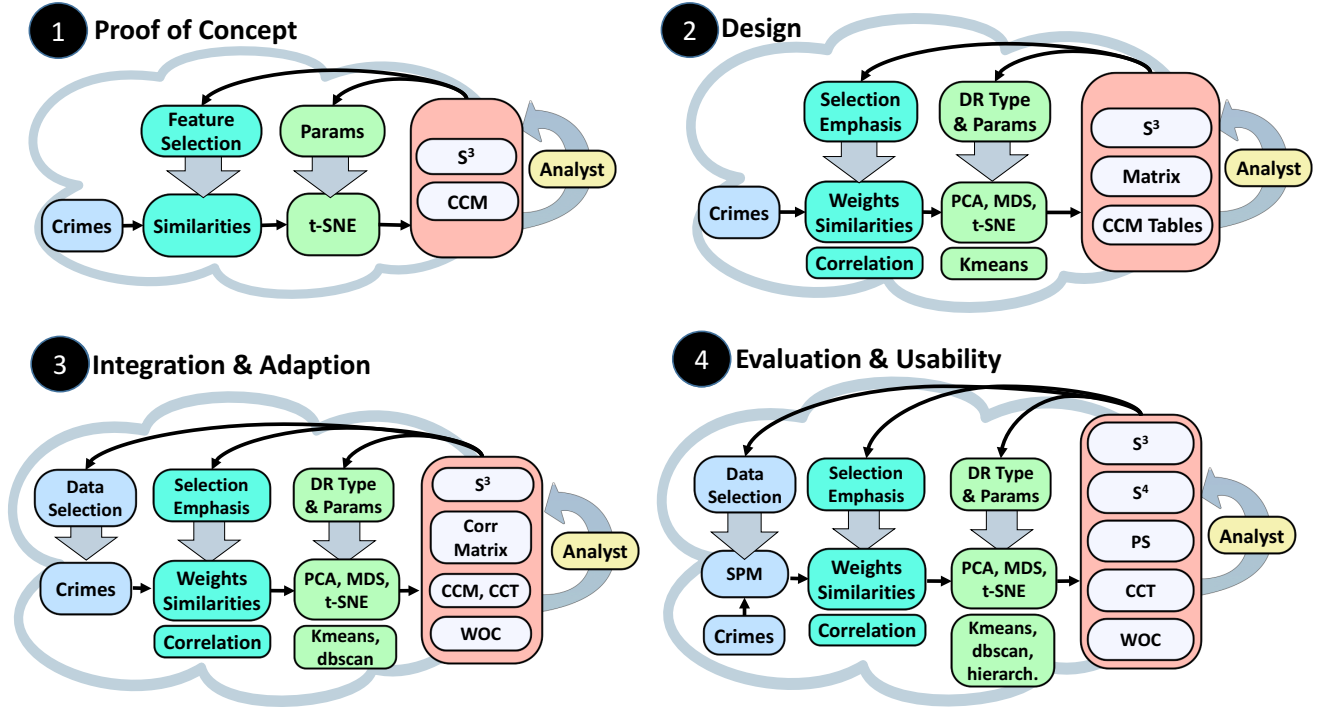 1 Proof of Concept
Feature
Selection
Params
S³
CCM
Analyst
Crimes
Similarities
t-SNE
2 Design
Selection
Emphasis
DR Type
& Params
S³
Matrix
CCM Tables
Analyst
Crimes
Weights
Similarities
PCA, MDS,
t-SNE
Correlation
Kmeans
3 Integration & Adaption
Data
Selection
Selection
Emphasis
DR Type
& Params
S³
Corr
Matrix
CCM, CCT
WOC
Analyst
Crimes
Weights
Similarities
PCA, MDS,
t-SNE
Correlation
Kmeans,
dbscan
4 Evaluation & Usability
Data
Selection
Selection
Emphasis
DR Type
& Params
S³
S⁴
PS
CCT
WOC
Analyst
SPM
Weights
Similarities
PCA, MDS,
t-SNE
Crimes
Correlation
Kmeans,
dbscan,
hierarch.